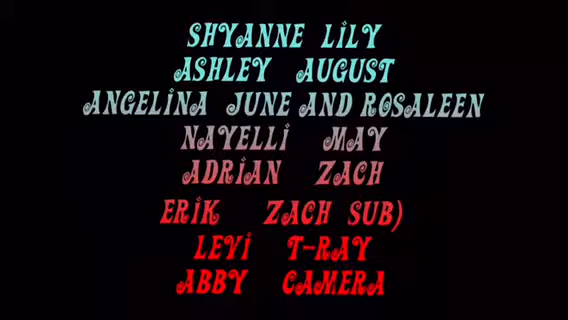 SHYANNE LILY
ASHLEY AUGUST
ANGELINA JUNE AND ROSALEEN
NAYELLI MAY
ADRIAN ZACH
ERIK ZACH SUB)
LEVI T-RAY
ABBY CAMERA